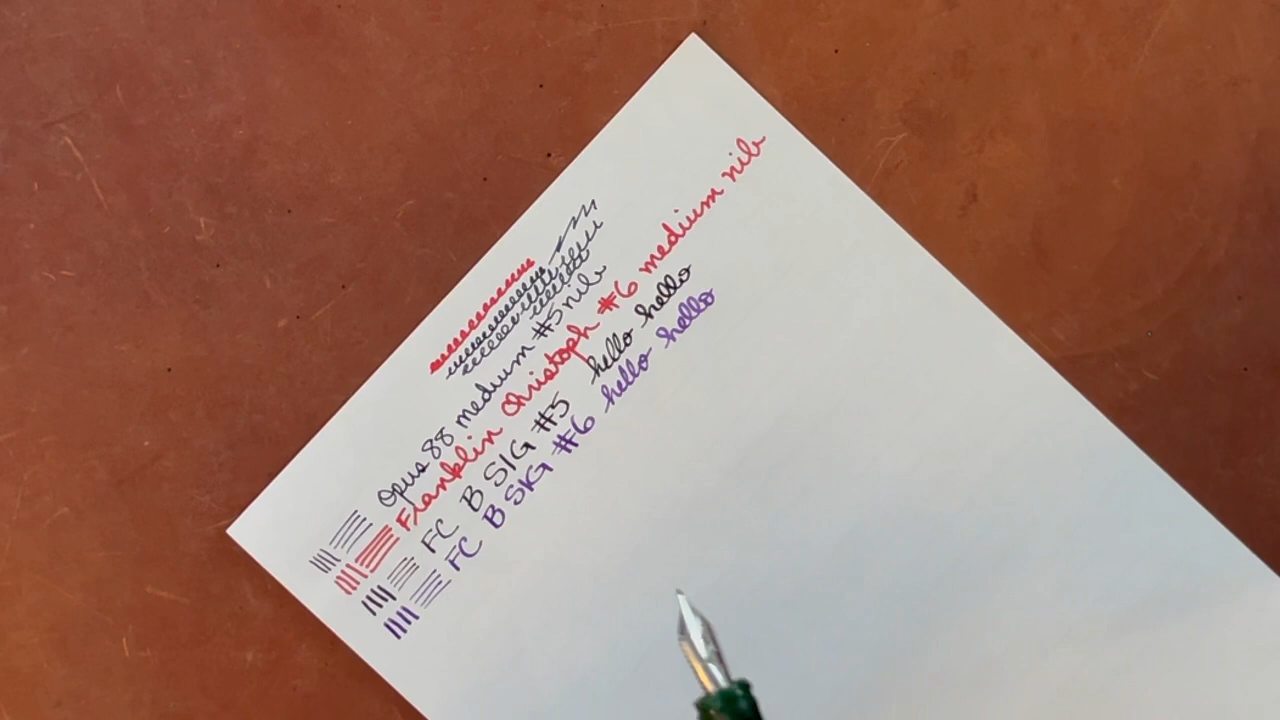 Opus 88 medium #5 nib
Franklin Christoph #6 medium nib
FC B SIG #5 hello hello
FC B SIG #6 hello hello